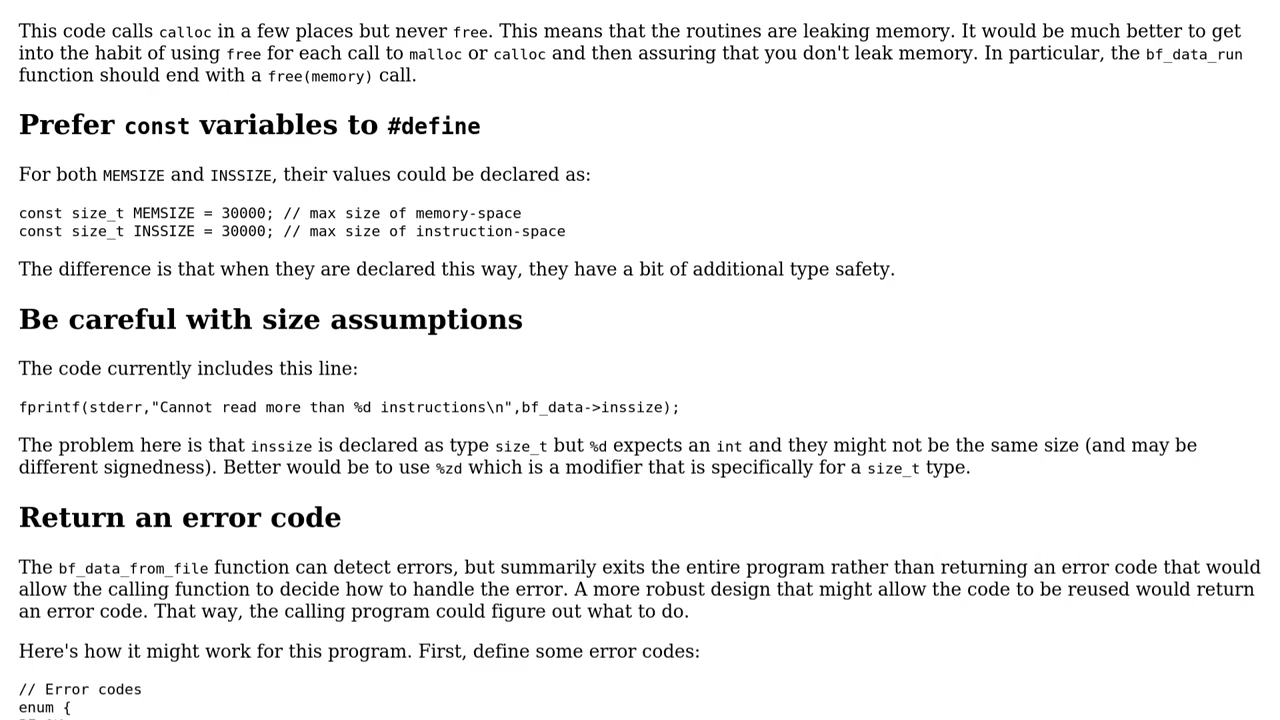 This code calls calloc in a few places but never free. This means that the routines are leaking memory. It would be much better to get
into the habit of using free for each call to malloc or calloc and then assuring that you don't leak memory. In particular, the bf_data_run
function should end with a free(memory) call.
Prefer const variables to #define
For both MEMSIZE and INSSIZE, their values could be declared as:
const size_t MEMSIZE = 30000; // max size of memory-space
const size_t INSSIZE = 30000; // max size of instruction-space
The difference is that when they are declared this way, they have a bit of additional type safety.
Be careful with size assumptions
The code currently includes this line:
fprintf(stderr,"Cannot read more than %d instructions\n",bf_data->inssize);
The problem here is that inssize is declared as type size_t but %d expects an int and they might not be the same size (and may be
different signedness). Better would be to use %zd which is a modifier that is specifically for a size_t type.
Return an error code
The bf_data_from_file function can detect errors, but summarily exits the entire program rather than returning an error code that would
allow the calling function to decide how to handle the error. A more robust design that might allow the code to be reused would return
an error code. That way, the calling program could figure out what to do.
Here's how it might work for this program. First, define some error codes:
// Error codes
enum {